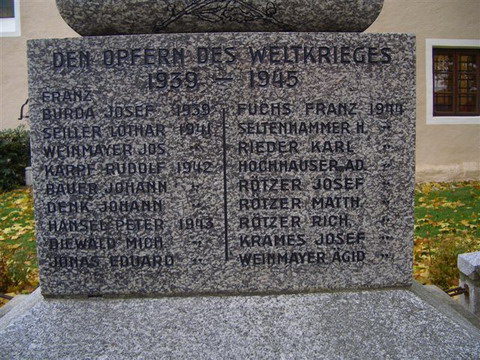 DEN OPFERN DES WELTKRIEGES
1939 — 1945
FRANZ
BURDA JOSEF 1939
SEILLER LOTHAR 1941
WEINMAYER JOS. "
KARPF RUDOLF 1942
BAUER JOHANN "
DENK JOHANN "
HANSEL PETER 1943
DIEWALD MICH. "
JONAS EDUARD "
FUCHS FRANZ 1944
SELTENHAMMER H. "
RIEDER KARL "
HOCHHAUSER AD. "
RÖTZER JOSEF "
RÖTZER MATTH. "
RÖTZER RICH. "
KRAMES JOSEF "
WEINMAYER ÄGID. "